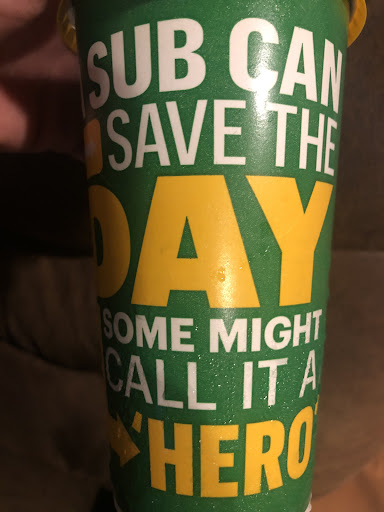 SUB CAN
SAVE THE
DAY
SOME MIGHT
CALL IT A
"HERO"